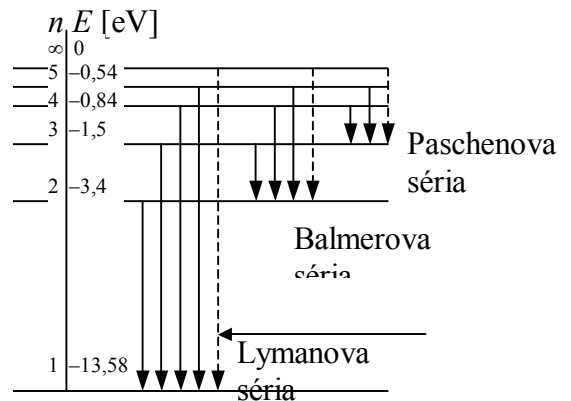 n E [eV]
∞ 0
5 –0,54
4 –0,84
3 –1,5
2 –3,4
1 –13,58
Paschenova
séria
Balmerova
séria
Lymanova
séria